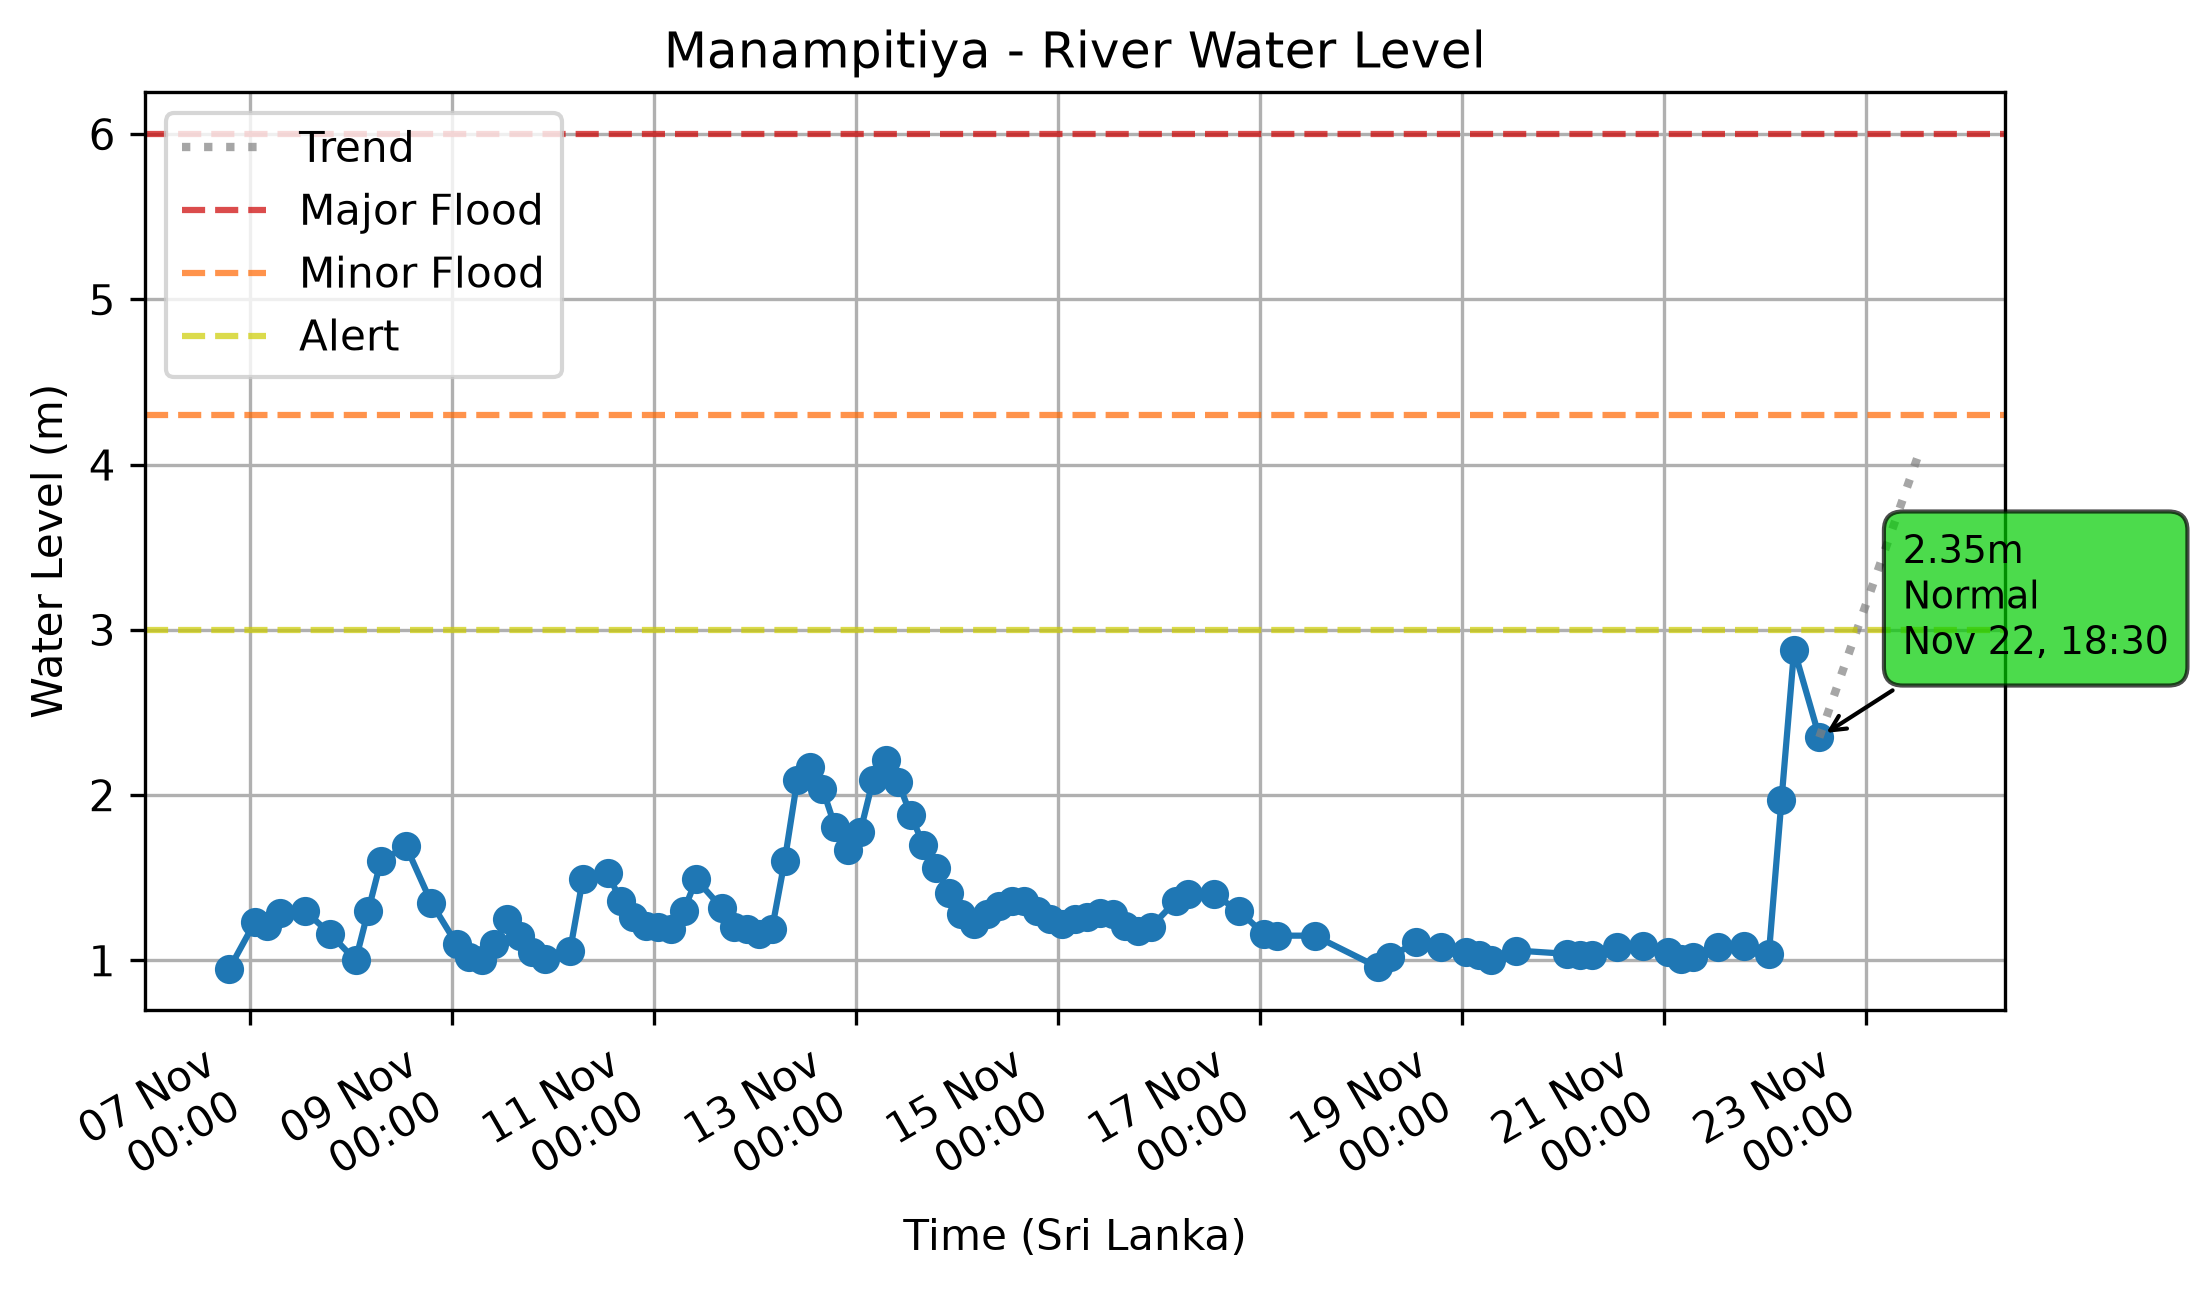 Manampitiya - River Water Level
Trend
Major Flood
Minor Flood
Alert
6
5
4
3
2
1
Water Level (m)
2.35m
Normal
Nov 22, 18:30
07 Nov
00:00
09 Nov
00:00
11 Nov
00:00
13 Nov
00:00
15 Nov
00:00
17 Nov
00:00
19 Nov
00:00
21 Nov
00:00
23 Nov
00:00
Time (Sri Lanka)